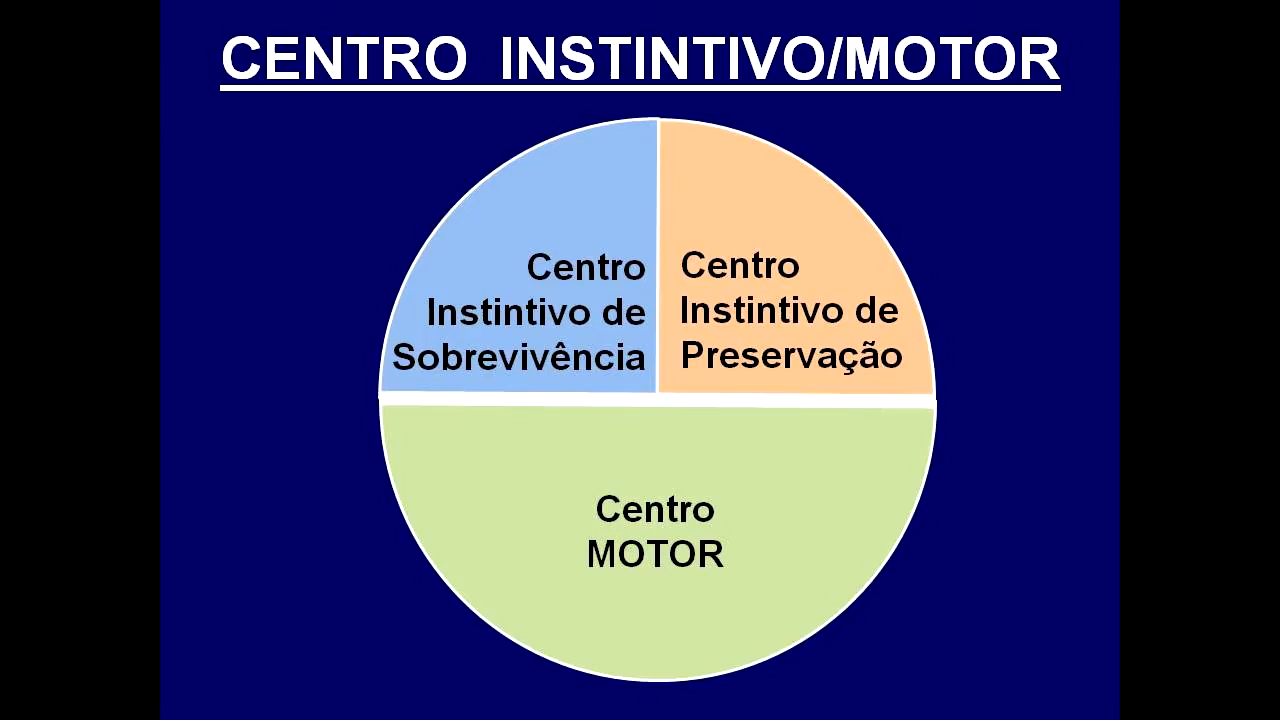 CENTRO INSTINTIVO/MOTOR
Centro
Instintivo de
Sobrevivência
Centro
Instintivo de
Preservação
Centro
MOTOR